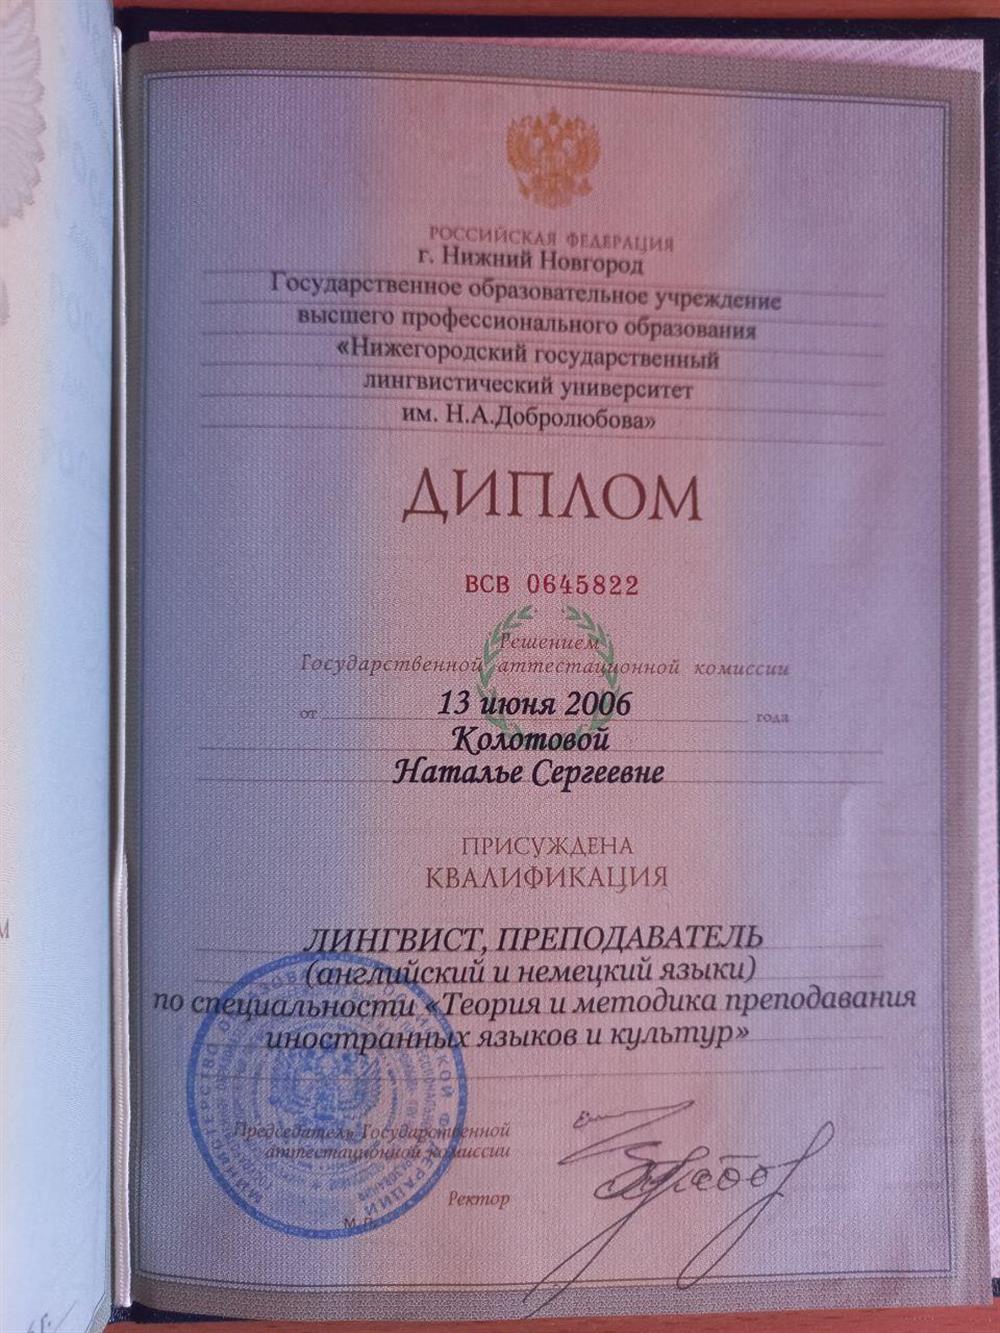 РОССИЙСКАЯ ФЕДЕРАЦИЯ
г. Нижний Новгород
Государственное образовательное учреждение
высшего профессионального образования
«Нижегородский государственный
лингвистический университет
им. Н.А.Добролюбова»
ДИПЛОМ
ВСВ 0645822
Решением
Государственной аттестационной комиссии
от 13 июня 2006 года
Колотовой
Наталье Сергеевне
ПРИСУЖДЕНА
КВАЛИФИКАЦИЯ
ЛИНГВИСТ, ПРЕПОДАВАТЕЛЬ
(английский и немецкий языки)
по специальности «Теория и методика преподавания
иностранных языков и культур»
Председатель Государственной
аттестационной комиссии
Ректор
М.П.